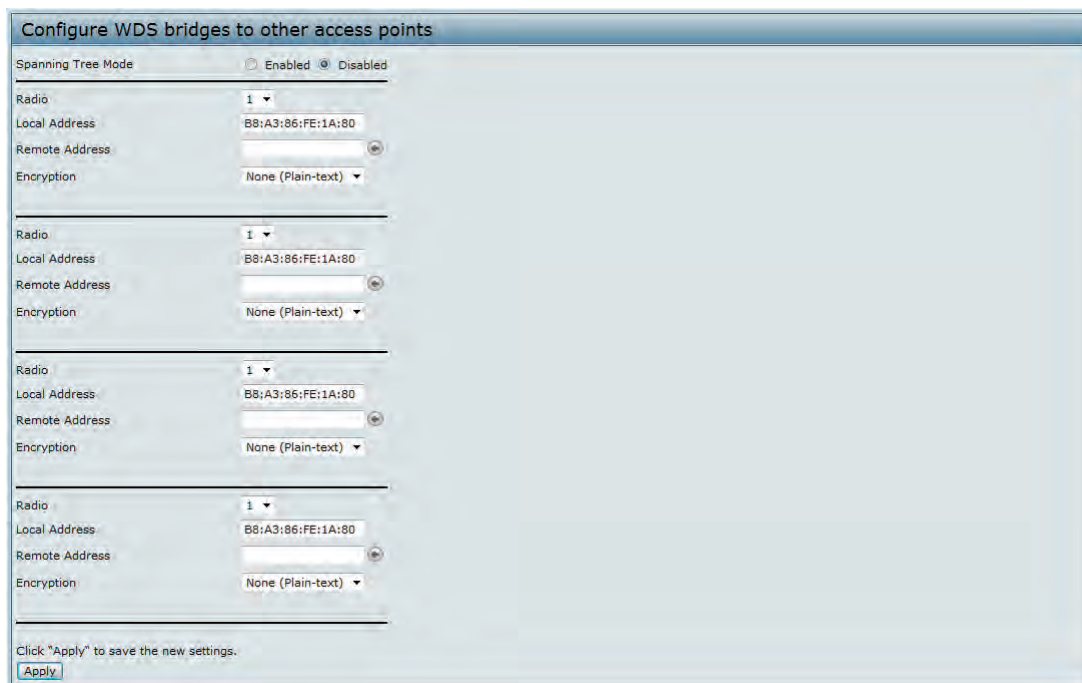 Configure WDS bridges to other access points
Spanning Tree Mode Enabled Disabled
Radio 1
Local Address B8:A3:86:FE:1A:80
Remote Address
Encryption None (Plain-text)
Radio 1
Local Address B8:A3:86:FE:1A:80
Remote Address
Encryption None (Plain-text)
Radio 1
Local Address B8:A3:86:FE:1A:80
Remote Address
Encryption None (Plain-text)
Radio 1
Local Address B8:A3:86:FE:1A:80
Remote Address
Encryption None (Plain-text)
Click "Apply" to save the new settings.
Apply